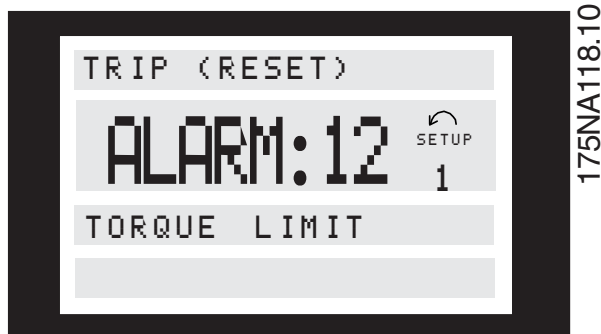 TRIP (RESET)
ALARM:12
SETUP
1
TORQUE LIMIT
175NA118.10